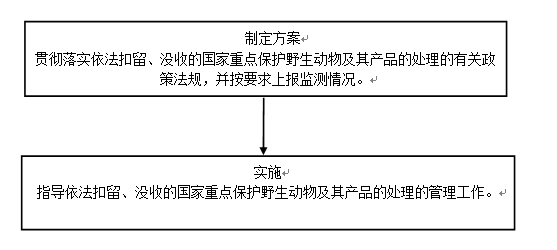 制定方案
贯彻落实依法扣留、没收的国家重点保护野生动物及其产品的处理的有关政
策法规，并按要求上报监测情况。
实施
指导依法扣留、没收的国家重点保护野生动物及其产品的处理的管理工作。